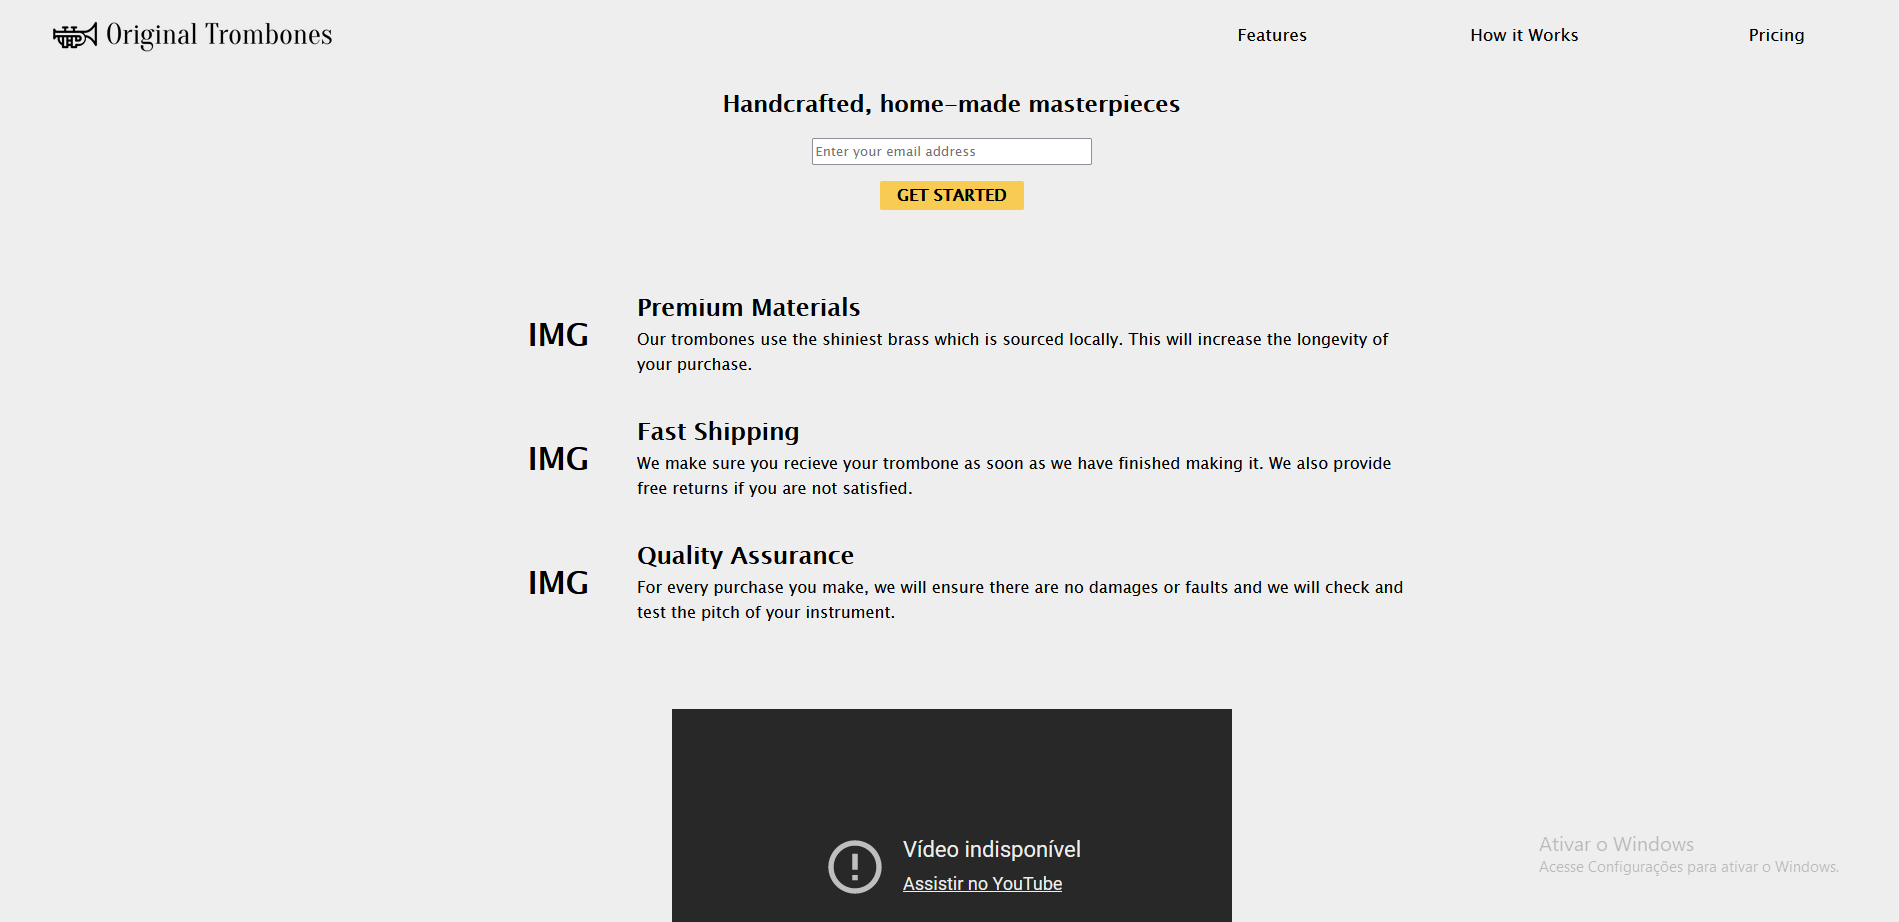 Original Trombones
Features
How it Works
Pricing
Handcrafted, home-made masterpieces
Enter your email address
GET STARTED
IMG
Premium Materials
Our trombones use the shiniest brass which is sourced locally. This will increase the longevity of
your purchase.
IMG
Fast Shipping
We make sure you recieve your trombone as soon as we have finished making it. We also provide
free returns if you are not satisfied.
IMG
Quality Assurance
For every purchase you make, we will ensure there are no damages or faults and we will check and
test the pitch of your instrument.
Vídeo indisponível
Assistir no YouTube
Ativar o Windows
Acesse Configurações para ativar o Windows.